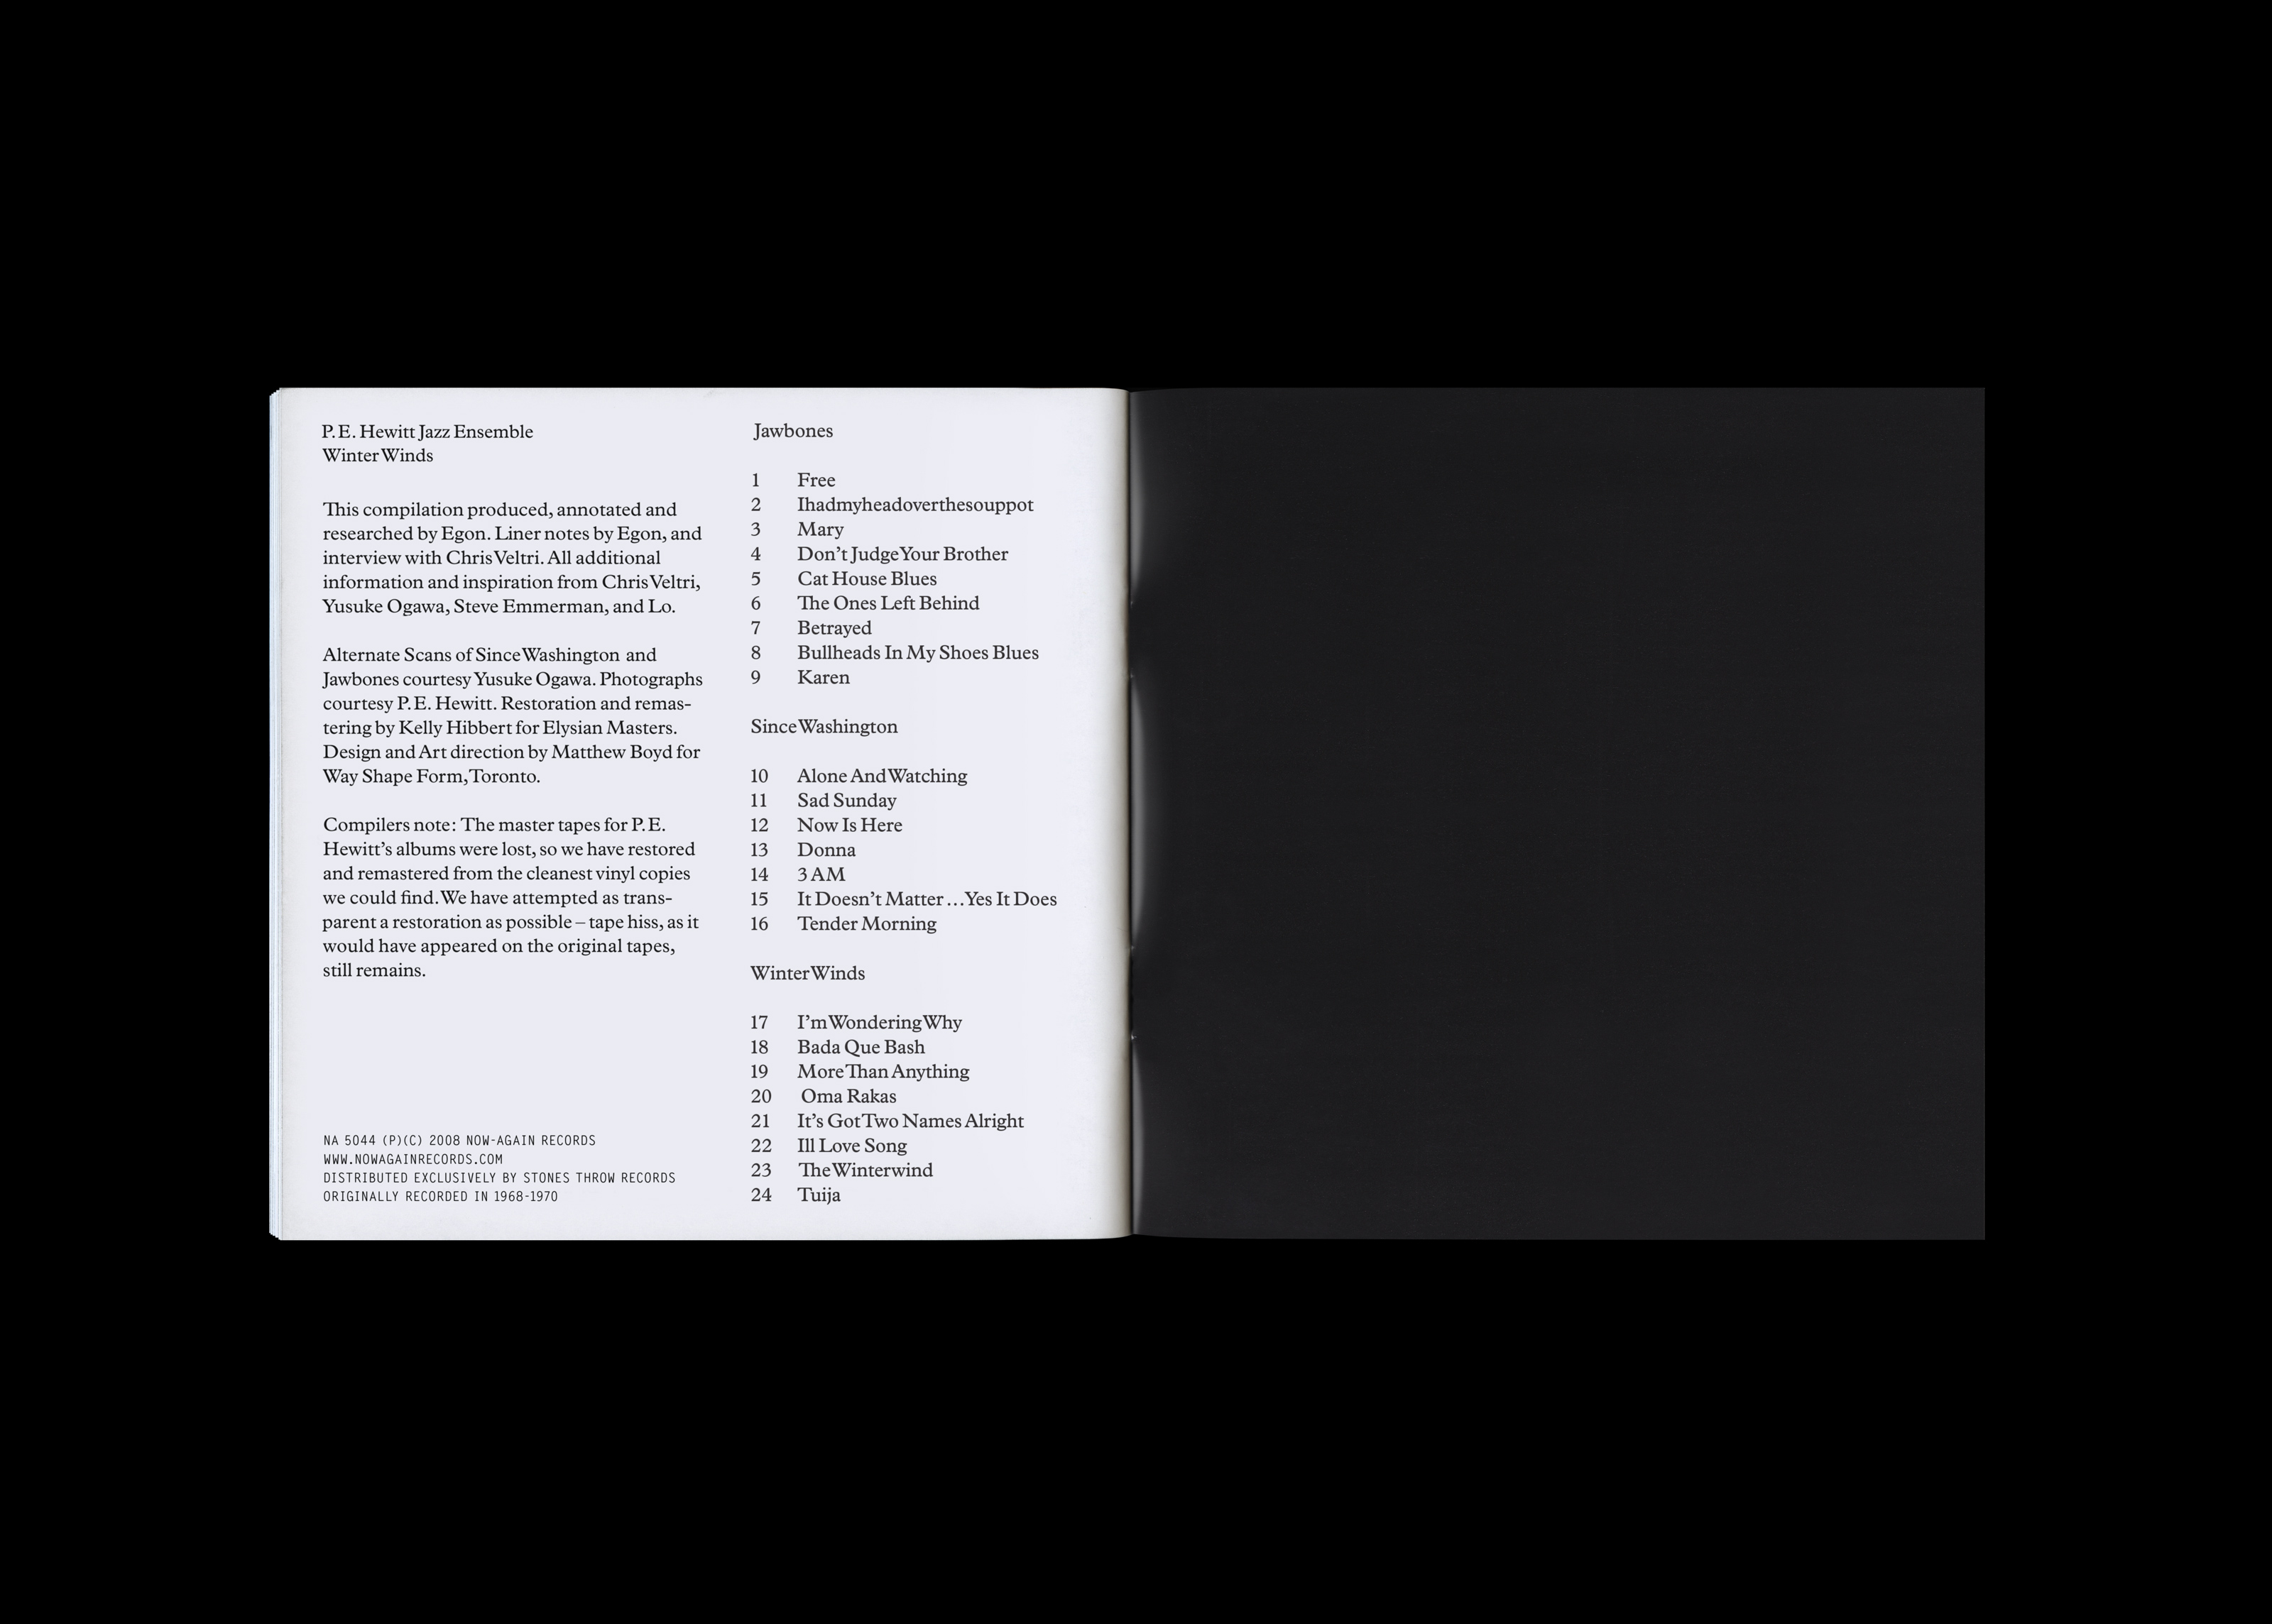 P. E. Hewitt Jazz Ensemble
Winter Winds
This compilation produced, annotated and
researched by Egon. Liner notes by Egon, and
interview with Chris Veltri. All additional
information and inspiration from Chris Veltri,
Yusuke Ogawa, Steve Emmerman, and Lo.
Alternate Scans of Since Washington and
Jawbones courtesy Yusuke Ogawa. Photographs
courtesy P. E. Hewitt. Restoration and remas-
tering by Kelly Hibbert for Elysian Masters.
Design and Art direction by Matthew Boyd for
Way Shape Form, Toronto.
Compilers note: The master tapes for P. E.
Hewitt’s albums were lost, so we have restored
and remastered from the cleanest vinyl copies
we could find. We have attempted as trans-
parent a restoration as possible – tape hiss, as it
would have appeared on the original tapes,
still remains.
NA 5044 (P)(C) 2008 NOW-AGAIN RECORDS
WWW.NOWAGAINRECORDS.COM
DISTRIBUTED EXCLUSIVELY BY STONES THROW RECORDS
ORIGINALLY RECORDED IN 1968-1970
Jawbones
1 Free
2 Ihadmyheadoverthesouppot
3 Mary
4 Don’t Judge Your Brother
5 Cat House Blues
6 The Ones Left Behind
7 Betrayed
8 Bullheads In My Shoes Blues
9 Karen
Since Washington
10 Alone And Watching
11 Sad Sunday
12 Now Is Here
13 Donna
14 3 AM
15 It Doesn’t Matter ... Yes It Does
16 Tender Morning
Winter Winds
17 I’m Wondering Why
18 Bada Que Bash
19 More Than Anything
20 Oma Rakas
21 It’s Got Two Names Alright
22 Ill Love Song
23 The Winterwind
24 Tuija